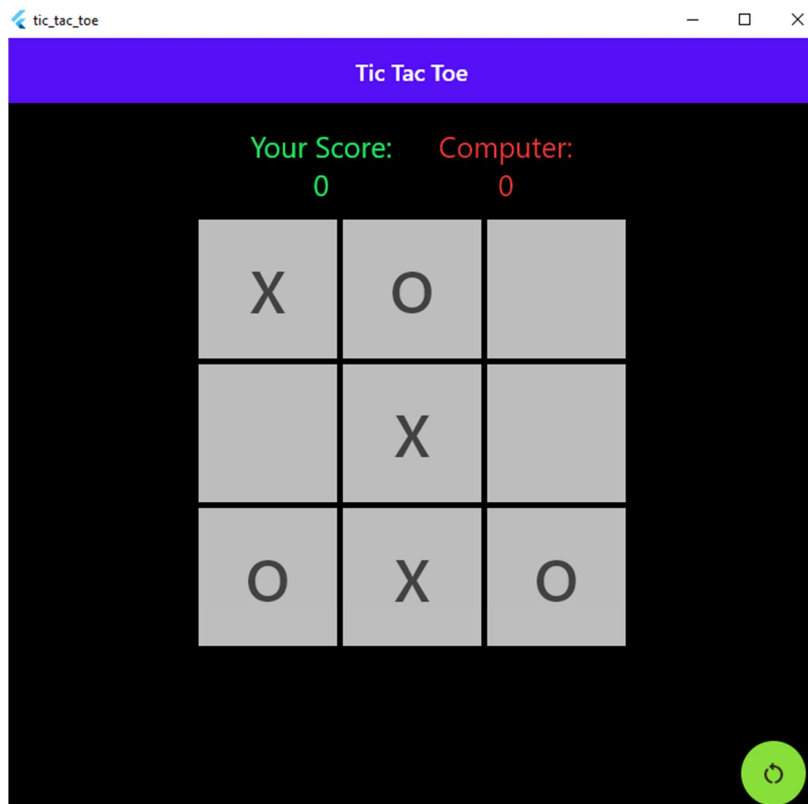 tic_tac_toe
Tic Tac Toe
Your Score: Computer:
0 0
X O
X
O X O